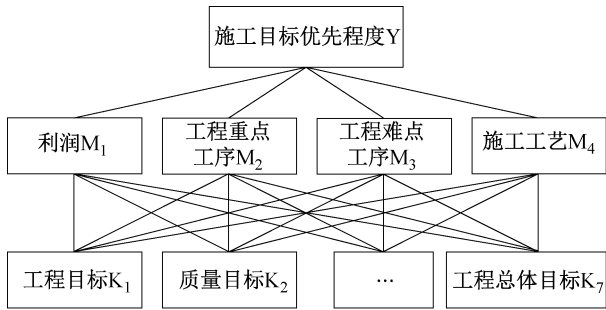 施工目标优先程度Y
利润M₁
工程重点
工序M₂
工程难点
工序M₃
施工工艺M₄
工程目标K₁
质量目标K₂
…
工程总体目标K₇